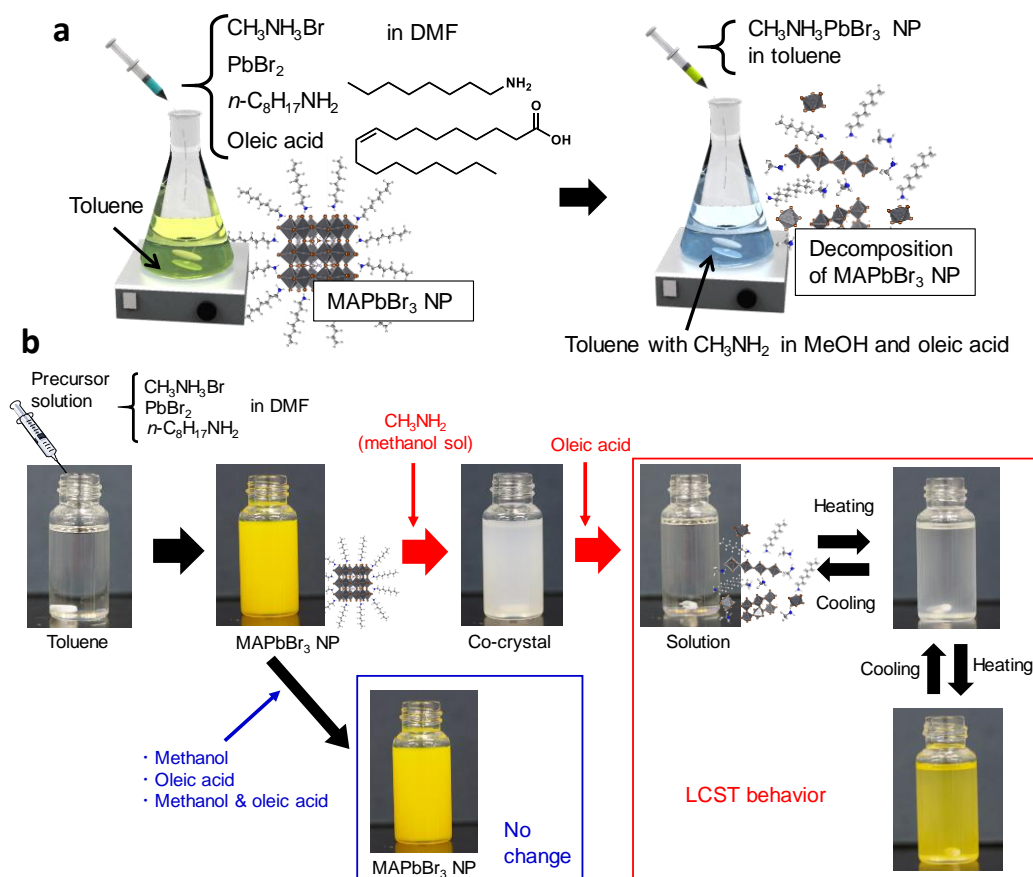 a
CH₃NH₃Br
in DMF
PbBr₂
n-C₈H₁₇NH₂
Oleic acid
NH₂
O
OH
Toluene
MAPbBr₃ NP
CH₃NH₃PbBr₃ NP
in toluene
Decomposition
of MAPbBr₃ NP
Toluene with CH₃NH₂ in MeOH and oleic acid
b
Precursor
solution
CH₃NH₃Br
PbBr₂
n-C₈H₁₇NH₂
in DMF
CH₃NH₂
(methanol sol)
Oleic acid
Heating
Cooling
Toluene
MAPbBr₃ NP
Co-crystal
Solution
Cooling
Heating
・Methanol
・Oleic acid
・Methanol & oleic acid
No
change
MAPbBr₃ NP
LCST behavior